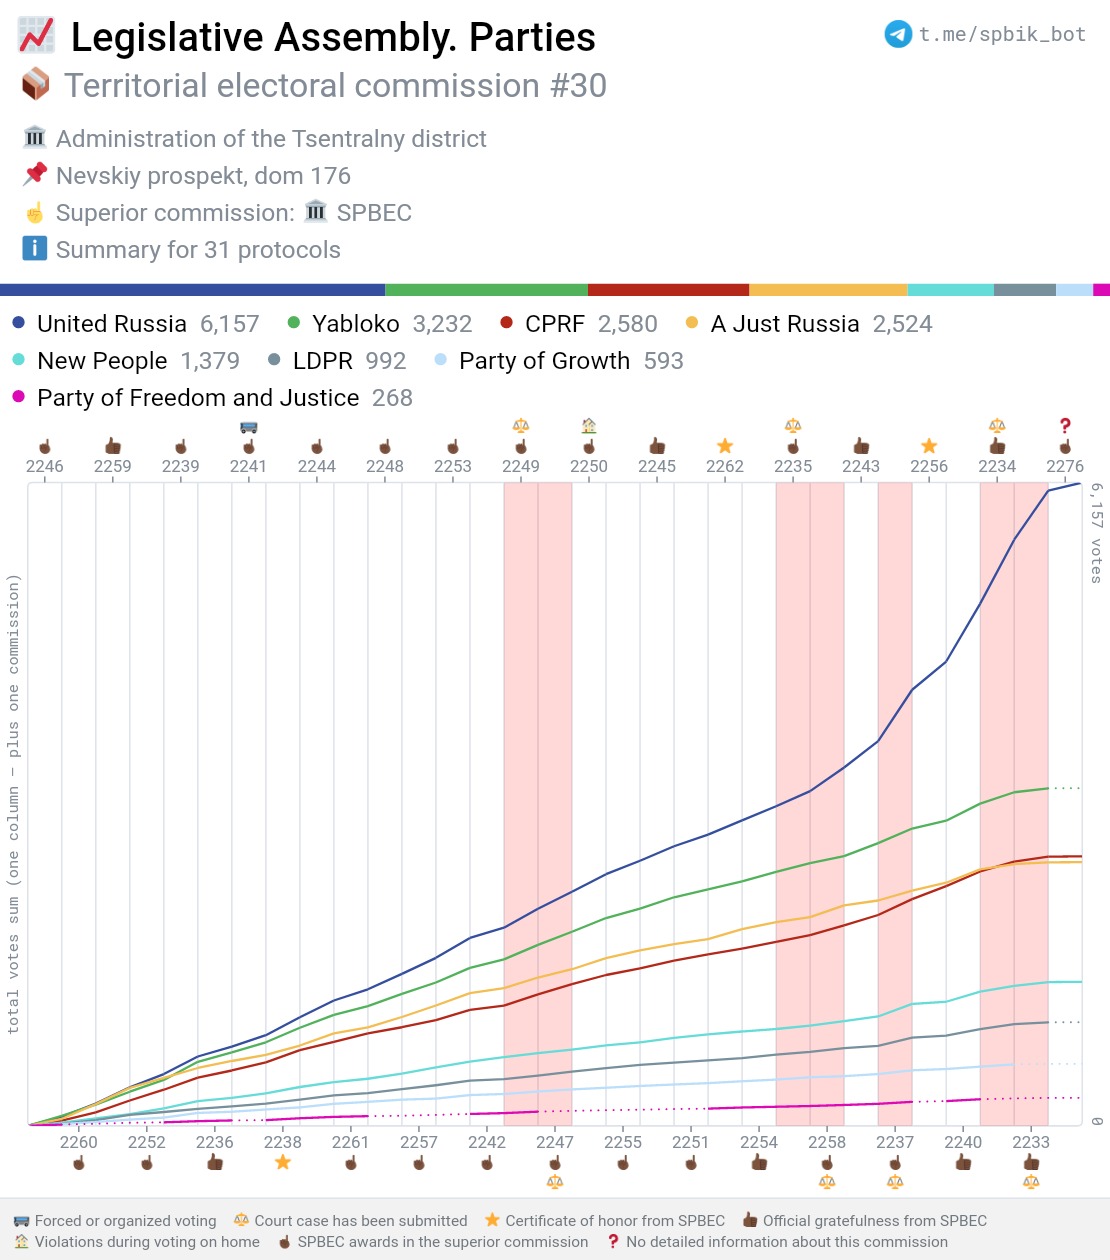 Legislative Assembly. Parties
t.me/spbik_bot
Territorial electoral commission #30
Administration of the Tsentralny district
Nevskiy prospekt, dom 176
Superior commission: SPBEC
Summary for 31 protocols
United Russia 6,157 Yabloko 3,232 CPRF 2,580 A Just Russia 2,524
New People 1,379 LDPR 992 Party of Growth 593
Party of Freedom and Justice 268
2246 2259 2239 2241 2244 2248 2253 2249 2250 2245 2262 2235 2243 2256 2234 2276
6,157 votes
total votes sum (one column – plus one commission)
0
2260 2252 2236 2238 2261 2257 2242 2247 2255 2251 2254 2258 2237 2240 2233
Forced or organized voting Court case has been submitted Certificate of honor from SPBEC Official gratefulness from SPBEC
Violations during voting on home SPBEC awards in the superior commission No detailed information about this commission